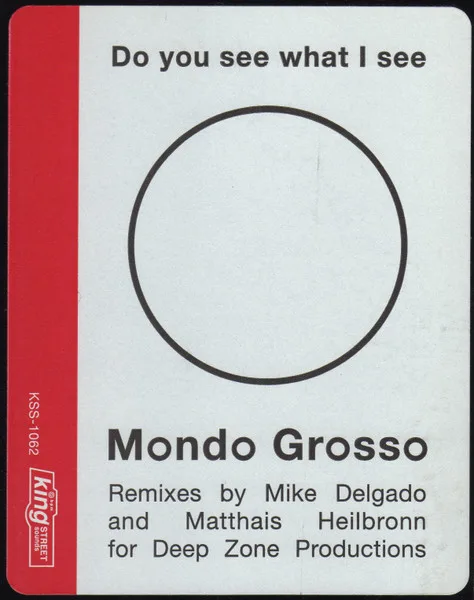 Do you see what I see
Mondo Grosso
Remixes by Mike Delgado
and Matthais Heilbronn
for Deep Zone Productions
KSS-1062
king
STREET
sounds